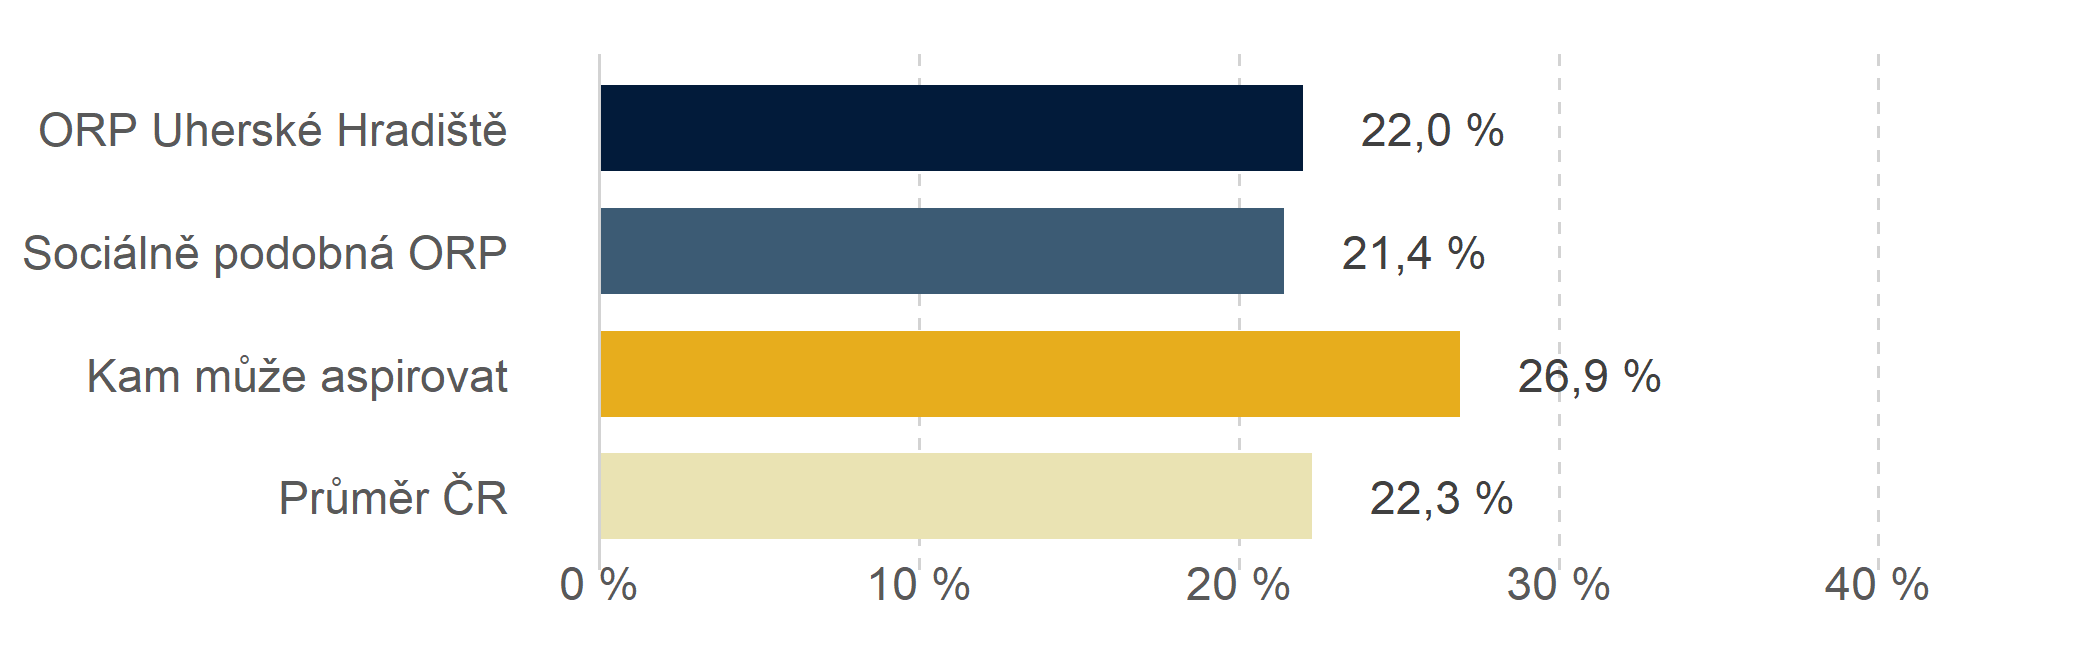 ORP Uherské Hradiště
22,0 %
Sociálně podobná ORP
21,4 %
Kam může aspirovat
26,9 %
Průměr ČR
22,3 %
0 %
10 %
20 %
30 %
40 %